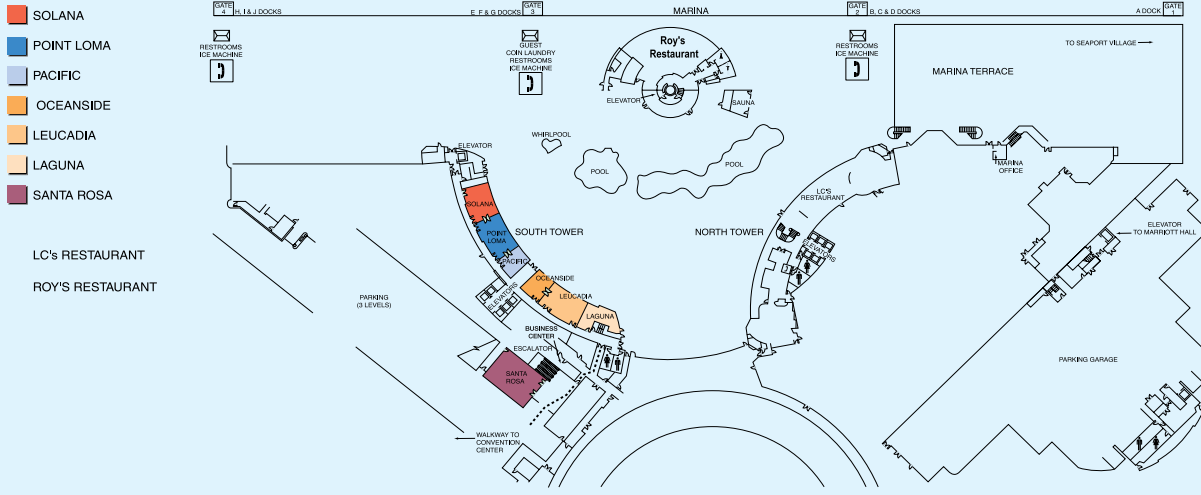 SOLANA
POINT LOMA
PACIFIC
OCEANSIDE
LEUCADIA
LAGUNA
SANTA ROSA
LC's RESTAURANT
ROY'S RESTAURANT
GATE
4
H, I & J DOCKS
E, F & G DOCKS
GATE
3
MARINA
GATE
2
B, C & D DOCKS
A DOCK
GATE
1
RESTROOMS
ICE MACHINE
GUEST
COIN LAUNDRY
RESTROOMS
ICE MACHINE
Roy's
Restaurant
ELEVATOR
SAUNA
RESTROOMS
ICE MACHINE
TO SEAPORT VILLAGE
MARINA TERRACE
MARINA
OFFICE
WHIRLPOOL
POOL
POOL
ELEVATOR
SOLANA
POINT
LOMA
PACIFIC
SOUTH TOWER
NORTH TOWER
LC'S
RESTAURANT
ELEVATORS
ELEVATOR
TO MARRIOTT HALL
OCEANSIDE
LEUCADIA
LAGUNA
ELEVATORS
PARKING
(3 LEVELS)
BUSINESS
CENTER
ESCALATOR
SANTA
ROSA
PARKING GARAGE
WALKWAY TO
CONVENTION
CENTER